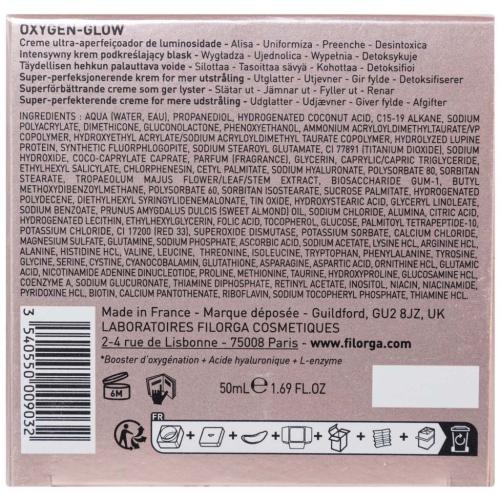 OXYGEN-GLOW
Creme ultra-aperfeiçoador de luminosidade - Alisa - Uniformiza - Preenche - Desintoxica
Intensywny krem podkreślający blask - Wygładza - Ujednolica - Wypełnia - Detoksykuje
Täydellisen hehkun palauttava voide - Silottaa - Tasoittaa sävyä - Kohottaa - Detoksifioi
Super-perfeksjonerende krem for mer utstråling - Utglatter - Utjevner - Gir fylde - Detoksifiserer
Superförbättrande creme som ger lyster - Slätar ut - Jämnar ut - Fyller ut - Renar
Super-perfekterende creme for mere udstråling - Udglatter - Udjævner - Giver fylde - Afgifter
INGREDIENTS : AQUA (WATER, EAU), PROPANEDIOL, HYDROGENATED COCONUT ACID, C15-19 ALKANE, SODIUM
POLYACRYLATE, DIMETHICONE, GLUCONOLACTONE, PHENOXYETHANOL, AMMONIUM ACRYLOYLDIMETHYLTAURATE/VP
COPOLYMER, HYDROXYETHYL ACRYLATE/SODIUM ACRYLOYLDIMETHYL TAURATE COPOLYMER, HYDROLYZED LUPINE
PROTEIN, SYNTHETIC FLUORPHLOGOPITE, SODIUM STEAROYL GLUTAMATE, CI 77891 (TITANIUM DIOXIDE), SODIUM
HYDROXIDE, COCO-CAPRYLATE CAPRATE, PARFUM (FRAGRANCE), GLYCERIN, CAPRYLIC/CAPRIC TRIGLYCERIDE,
ETHYLHEXYL SALICYLATE, CHLORPHENESIN, CETYL PALMITATE, SODIUM HYALURONATE, POLYSORBATE 80, SORBITAN
STEARATE, TROPAEOLUM MAJUS FLOWER/LEAF/STEM EXTRACT, BIOSACCHARIDE GUM-1, BUTYL
METHOXYDIBENZOYLMETHANE, POLYSORBATE 60, SORBITAN ISOSTEARATE, SUCROSE PALMITATE, HYDROGENATED
POLYDECENE, DIETHYLHEXYL SYRINGYLIDENEMALONATE, TIN OXIDE, HYDROXYSTEARIC ACID, GLYCERYL LINOLEATE,
SODIUM BENZOATE, PRUNUS AMYGDALUS DULCIS (SWEET ALMOND) OIL, SODIUM CHLORIDE, ALUMINA, CITRIC ACID,
HYDROGENATED LECITHIN, ETHYLHEXYLGLYCERIN, FOLIC ACID, TOCOPHEROL, GLUCOSE, PALMITOYL TETRAPEPTIDE-10,
POTASSIUM CHLORIDE, CI 17200 (RED 33), SUPEROXIDE DISMUTASE, POTASSIUM SORBATE, CALCIUM CHLORIDE,
MAGNESIUM SULFATE, GLUTAMINE, SODIUM PHOSPHATE, ASCORBIC ACID, SODIUM ACETATE, LYSINE HCL, ARGININE HCL,
ALANINE, HISTIDINE HCL, VALINE, LEUCINE, THREONINE, ISOLEUCINE, TRYPTOPHAN, PHENYLALANINE, TYROSINE,
GLYCINE, SERINE, CYSTINE, CYANOCOBALAMIN, GLUTATHIONE, ASPARAGINE, ASPARTIC ACID, ORNITHINE HCL, GLUTAMIC
ACID, NICOTINAMIDE ADENINE DINUCLEOTIDE, PROLINE, METHIONINE, TAURINE, HYDROXYPROLINE, GLUCOSAMINE HCL,
COENZYME A, SODIUM GLUCURONATE, THIAMINE DIPHOSPHATE, RETINYL ACETATE, INOSITOL, NIACIN, NIACINAMIDE,
PYRIDOXINE HCL, BIOTIN, CALCIUM PANTOTHENATE, RIBOFLAVIN, SODIUM TOCOPHERYL PHOSPHATE, THIAMINE HCL.
Made in France - Marque déposée - Guildford, GU2 8JZ, UK
LABORATOIRES FILORGA COSMETIQUES
2-4 rue de Lisbonne - 75008 Paris - www.filorga.com
*Booster d'oxygénation + Acide hyaluronique + L-enzyme
3 540550 009032
6M
50mL ℮ 1.69 FL.OZ
FR